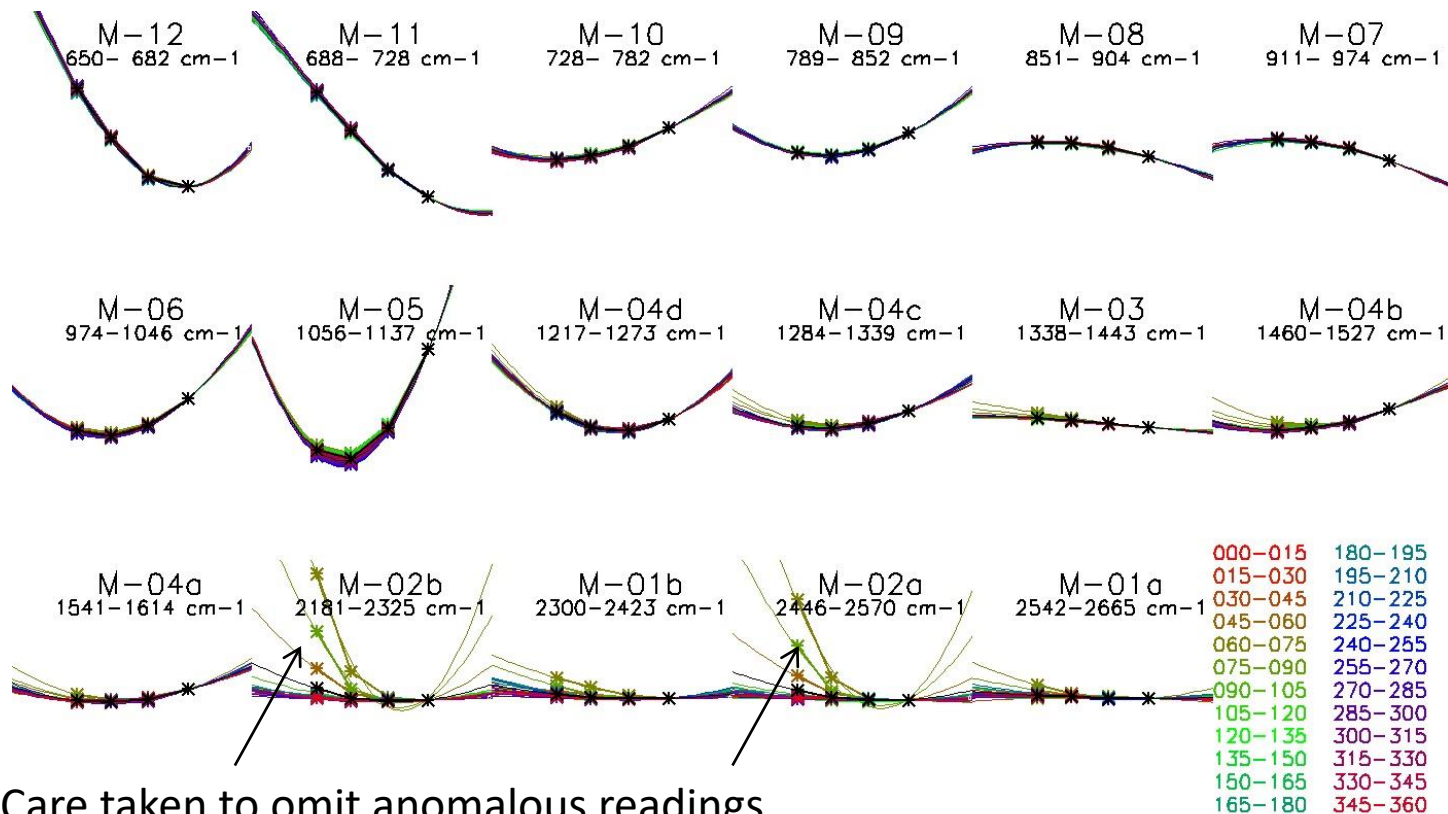 M-12 M-11 M-10 M-09 M-08 M-07
650- 682 cm-1 688- 728 cm-1 728- 782 cm-1 789- 852 cm-1 851- 904 cm-1 911- 974 cm-1
M-06 M-05 M-04d M-04c M-03 M-04b
974-1046 cm-1 1056-1137 cm-1 1217-1273 cm-1 1284-1339 cm-1 1338-1443 cm-1 1460-1527 cm-1
M-04a M-02b M-01b M-02a M-01a
1541-1614 cm-1 2181-2325 cm-1 2300-2423 cm-1 2446-2570 cm-1 2542-2665 cm-1
000-015 180-195
015-030 195-210
030-045 210-225
045-060 225-240
060-075 240-255
075-090 255-270
090-105 270-285
105-120 285-300
120-135 300-315
135-150 315-330
150-165 330-345
165-180 345-360
Care taken to omit anomalous readings